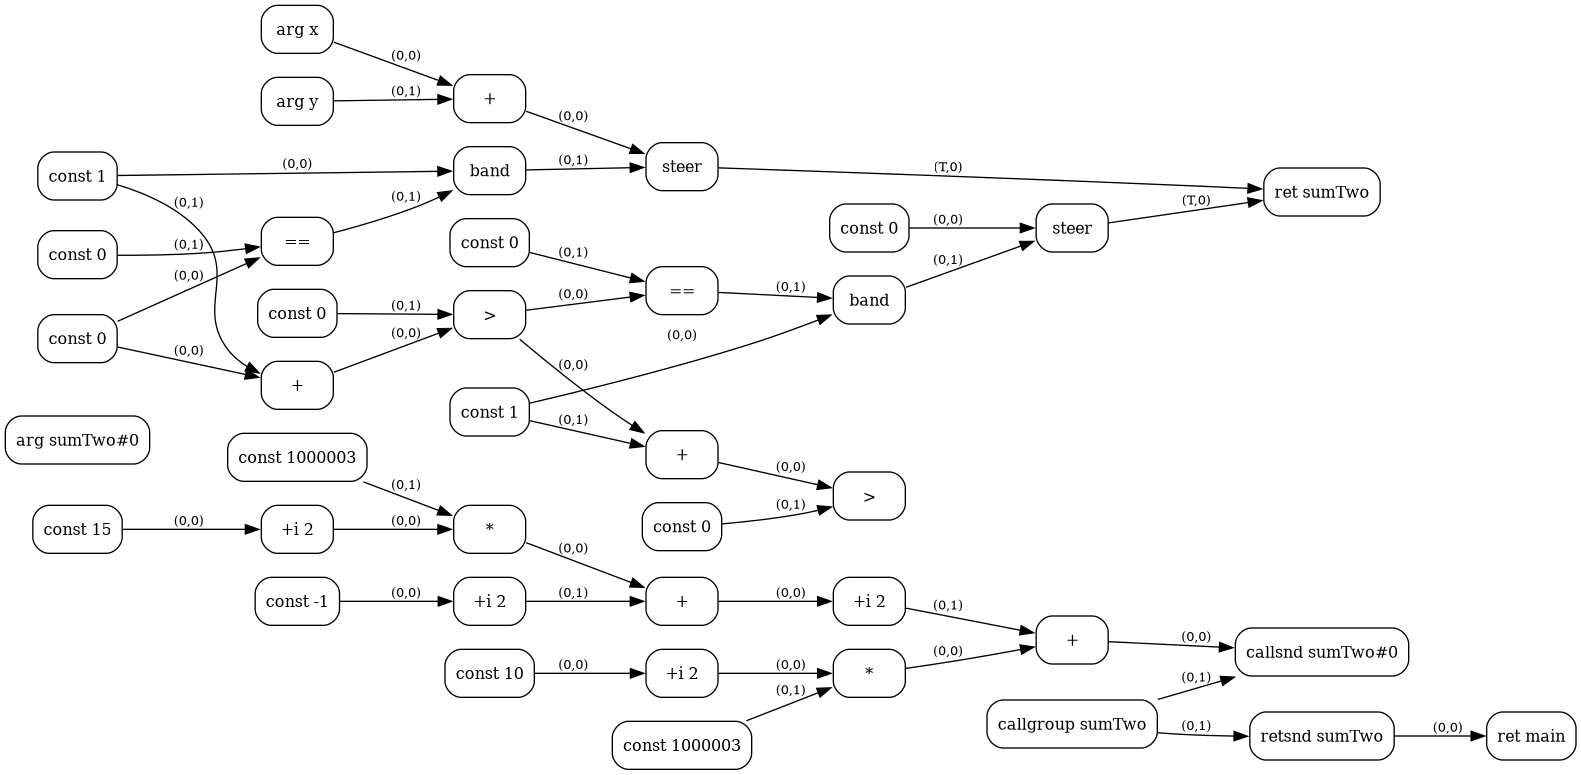 arg x
(0,0)
arg y
(0,1)
+
(0,0)
const 1
(0,0)
band
(0,1)
steer
(T,0)
ret sumTwo
(0,1)
(0,1)
const 0
(0,1)
==
const 0
(0,1)
const 0
(0,0)
steer
(T,0)
(0,0)
==
(0,1)
band
(0,1)
const 0
(0,1)
>
(0,0)
const 0
(0,0)
(0,0)
(0,0)
+
(0,0)
const 1
(0,1)
arg sumTwo#0
const 1000003
(0,1)
+
(0,0)
>
const 0
(0,1)
const 15
(0,0)
+i 2
(0,0)
*
(0,0)
const -1
(0,0)
+i 2
(0,1)
+
(0,0)
+i 2
(0,1)
+
(0,0)
callsnd sumTwo#0
const 10
(0,0)
+i 2
(0,0)
*
(0,0)
(0,1)
const 1000003
callgroup sumTwo
(0,1)
(0,1)
retsnd sumTwo
(0,0)
ret main